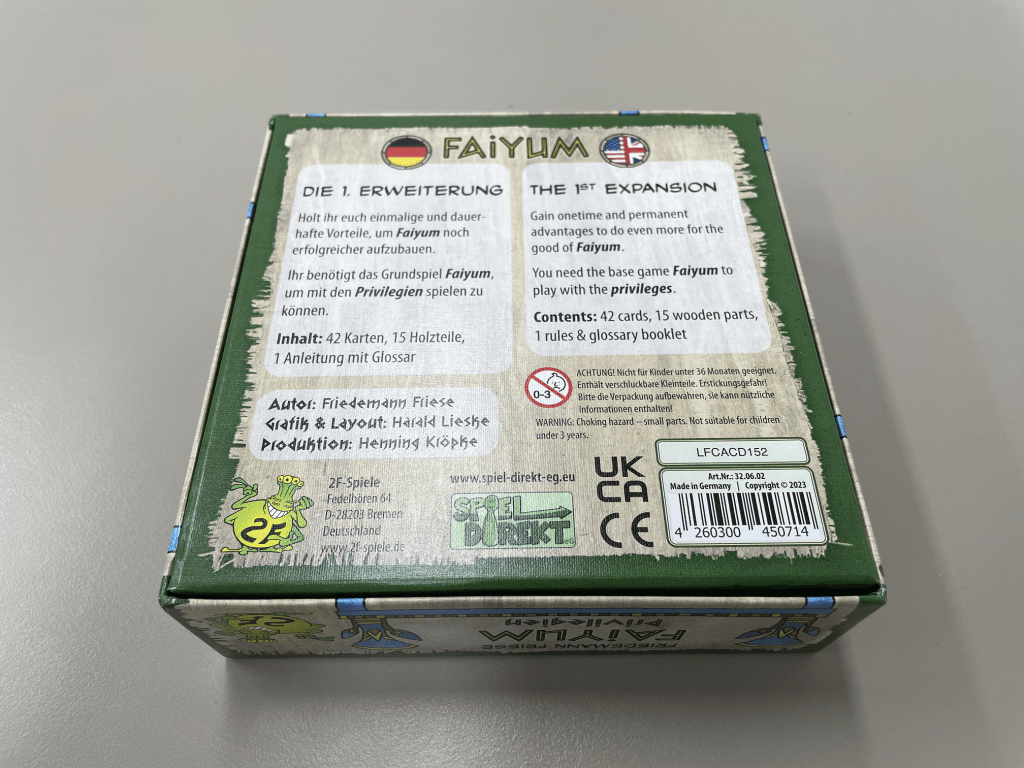 FAiYUM
DIE 1. ERWEITERUNG
Holt ihr euch einmalige und dauer-
hafte Vorteile, um Faiyum noch
erfolgreicher aufzubauen.
Ihr benötigt das Grundspiel Faiyum,
um mit den Privilegien spielen zu
können.
Inhalt: 42 Karten, 15 Holzteile,
1 Anleitung mit Glossar
THE 1ST EXPANSION
Gain onetime and permanent
advantages to do even more for the
good of Faiyum.
You need the base game Faiyum to
play with the privileges.
Contents: 42 cards, 15 wooden parts,
1 rules & glossary booklet
Autor: Friedemann Friese
Grafik & Layout: Harald Lieske
Produktion: Henning Kröpke
0-3
ACHTUNG! Nicht für Kinder unter 36 Monaten geeignet.
Enthält verschluckbare Kleinteile. Erstickungsgefahr!
Bitte die Verpackung aufbewahren, sie kann nützliche
Informationen enthalten!
WARNING: Choking hazard – small parts. Not suitable for children
under 3 years.
2F
2F-Spiele
Fedelhören 64
D-28203 Bremen
Deutschland
www.2f-spiele.de
www.spiel-direkt-eg.eu
SPIEL
DIREKT
UK
CA
CE
LFCACD152
Art.Nr.: 32.06.02
Made in Germany | Copyright © 2023
4 260300 450714
2F
Privilegien
FAiYUM
FRIEDEMANN FRIESE